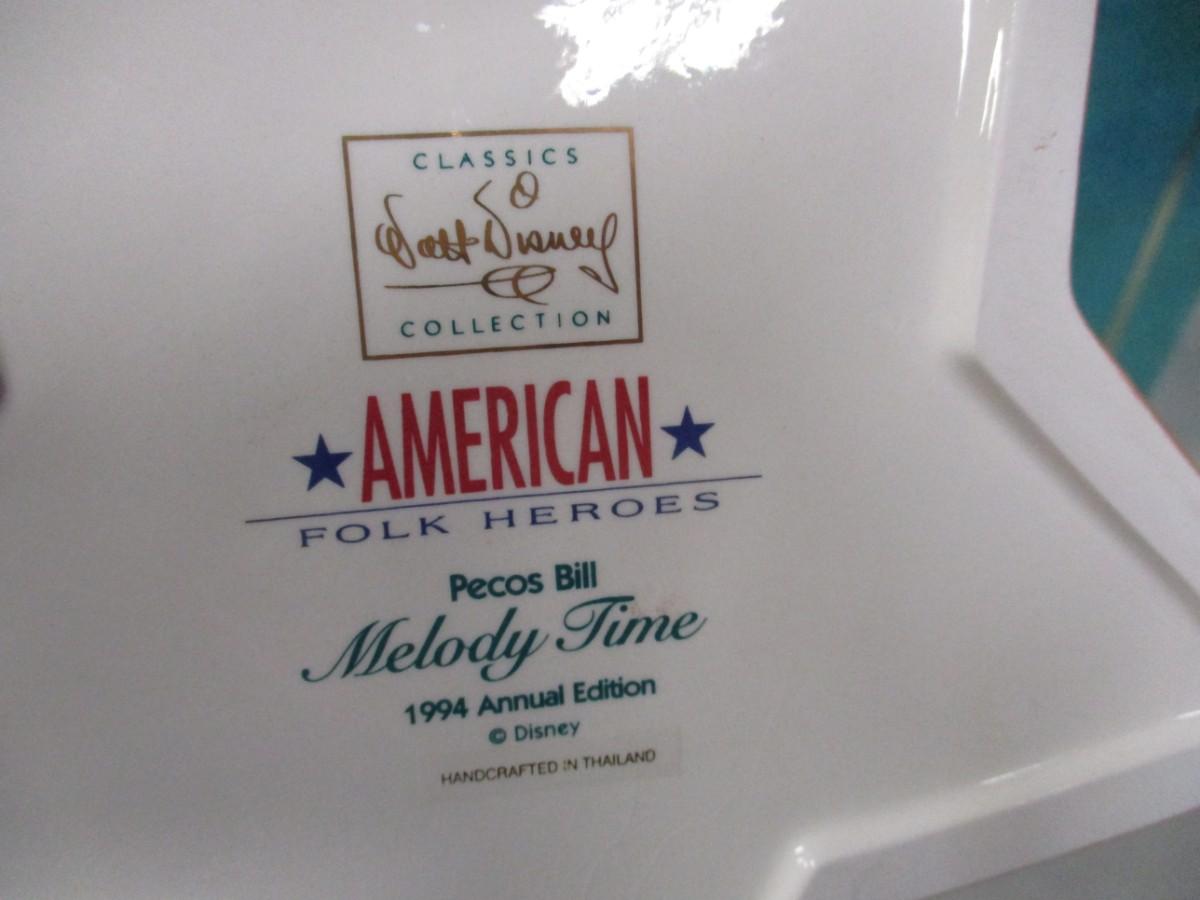 CLASSICS
Walt Disney
COLLECTION
AMERICAN
FOLK HEROES
Pecos Bill
Melody Time
1994 Annual Edition
© Disney
HANDCRAFTED IN THAILAND